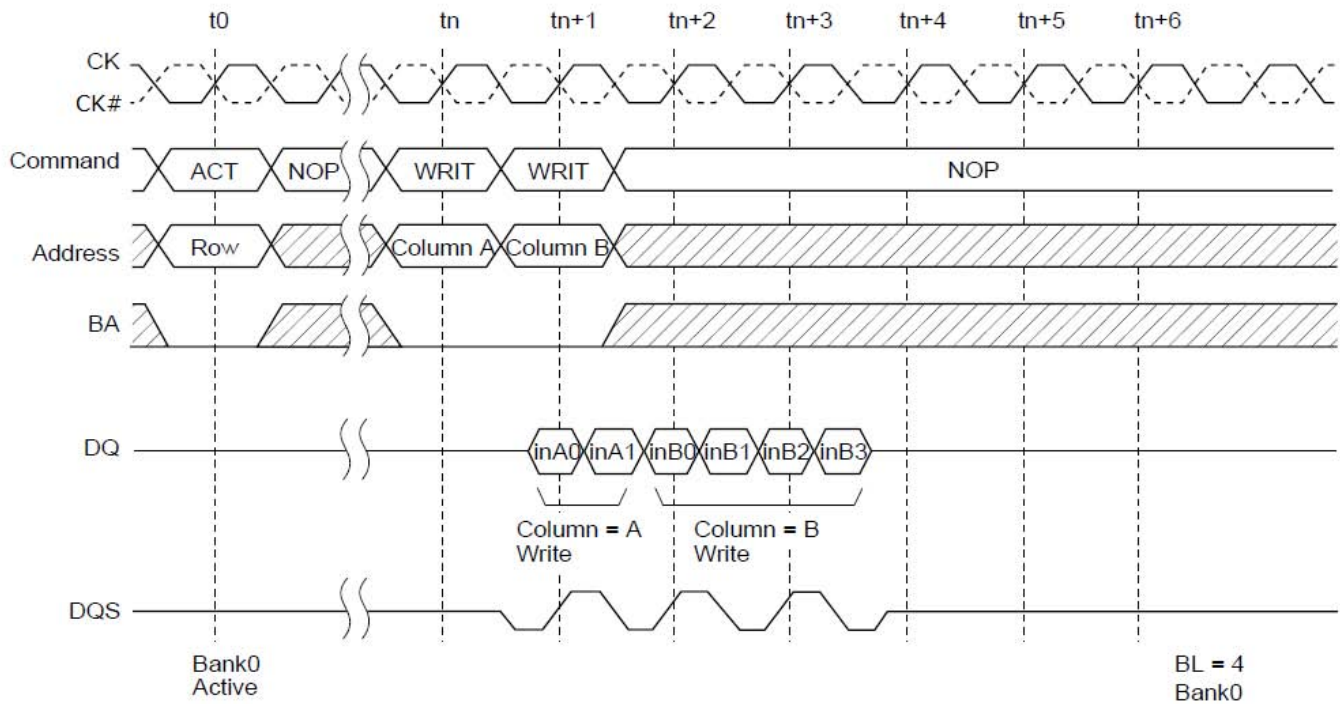 t0 tn tn+1 tn+2 tn+3 tn+4 tn+5 tn+6
CK
CK#
Command ACT NOP WRIT WRIT NOP
Address Row Column A Column B
BA
DQ inA0 inA1 inB0 inB1 inB2 inB3
Column = A Column = B
Write Write
DQS
Bank0 BL = 4
Active Bank0